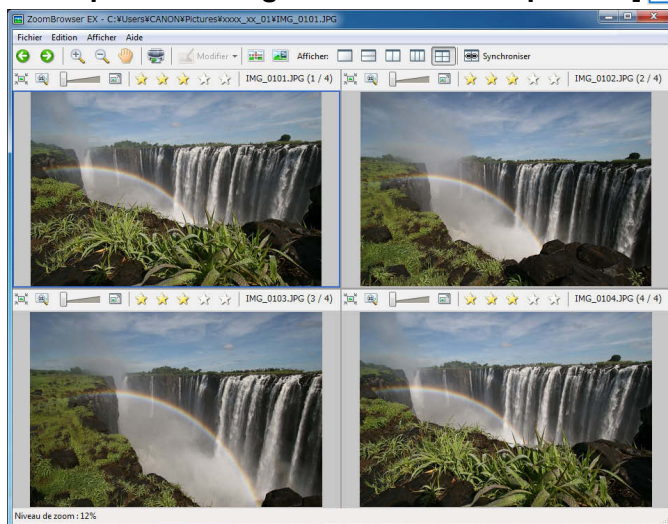 ZoomBrowser EX - C:¥Users¥CANON¥Pictures¥xxxx_xx_01¥IMG_0101.JPG
Fichier Edition Afficher Aide
Modifier Afficher: Synchroniser
IMG_0101.JPG (1 / 4) IMG_0102.JPG (2 / 4)
IMG_0103.JPG (3 / 4) IMG_0104.JPG (4 / 4)
Niveau de zoom : 12%